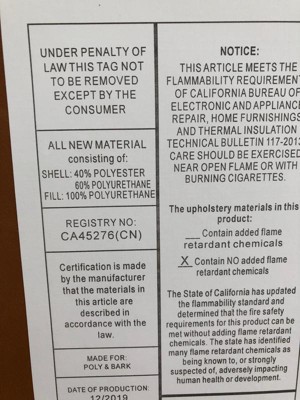 UNDER PENALTY OF
LAW THIS TAG NOT
TO BE REMOVED
EXCEPT BY THE
CONSUMER
ALL NEW MATERIAL
consisting of:
SHELL: 40% POLYESTER
60% POLYURETHANE
FILL: 100% POLYURETHANE
REGISTRY NO:
CA45276(CN)
Certification is made
by the manufacturer
that the materials in
this article are
described in
accordance with the
law.
MADE FOR:
POLY & BARK
DATE OF PRODUCTION:
12/2019
NOTICE:
THIS ARTICLE MEETS THE
FLAMMABILITY REQUIREMEN
OF CALIFORNIA BUREAU OF
ELECTRONIC AND APPLIANC
REPAIR, HOME FURNISHINGS
AND THERMAL INSULATION
TECHNICAL BULLETIN 117-2013
CARE SHOULD BE EXERCISED
NEAR OPEN FLAME OR WITH
BURNING CIGARETTES.
The upholstery materials in this
product:
__ Contain added flame
retardant chemicals
X Contain NO added flame
retardant chemicals
The State of California has updated
the flammability standard and
determined that the fire safety
requirements for this product can be
met without adding flame retardant
chemicals. The state has identified
many flame retardant chemicals as
being known to, or strongly
suspected of, adversely impacting
human health or development.